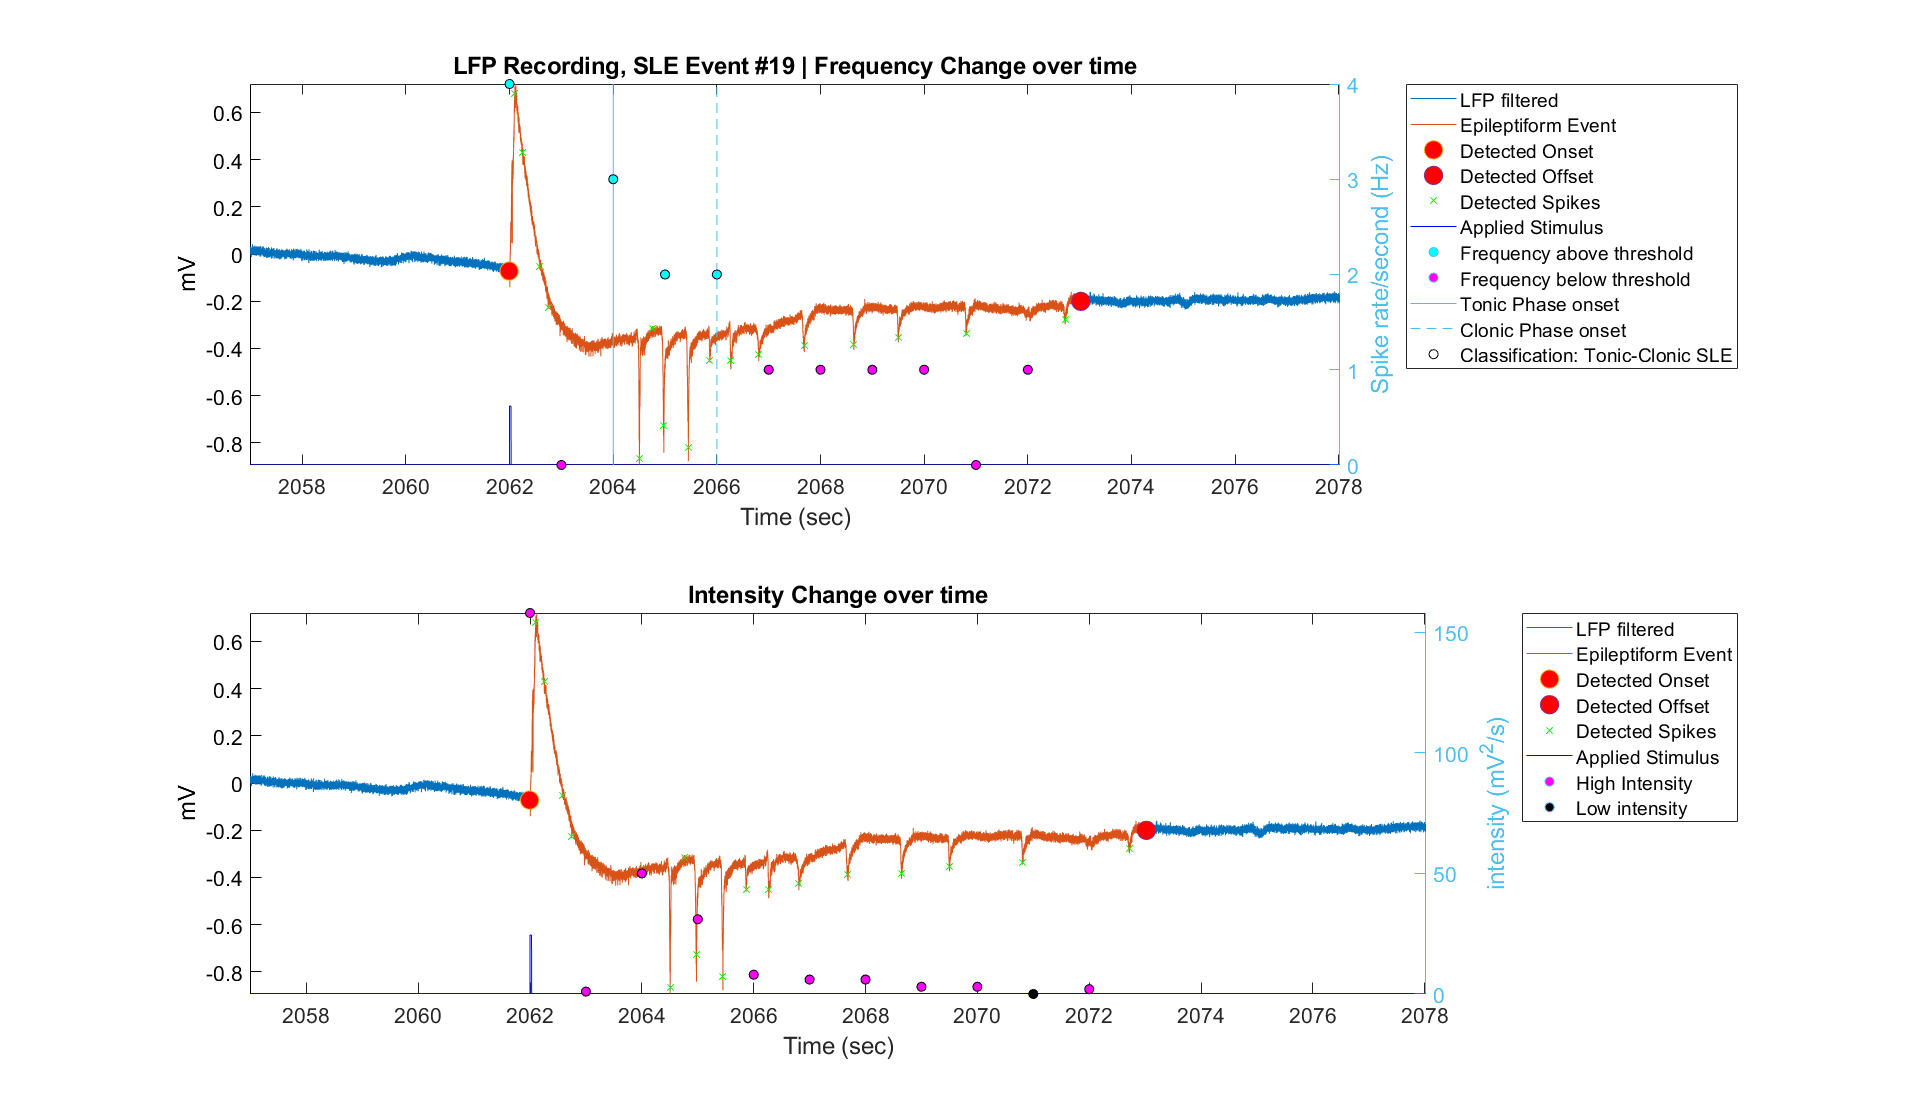 LFP Recording, SLE Event #19 | Frequency Change over time
0.6
0.4
0.2
0
-0.2
-0.4
-0.6
-0.8
mV
2058 2060 2062 2064 2066 2068 2070 2072 2074 2076 2078
Time (sec)
4
3
2
1
0
Spike rate/second (Hz)
LFP filtered
Epileptiform Event
Detected Onset
Detected Offset
Detected Spikes
Applied Stimulus
Frequency above threshold
Frequency below threshold
Tonic Phase onset
Clonic Phase onset
Classification: Tonic-Clonic SLE
Intensity Change over time
0.6
0.4
0.2
0
-0.2
-0.4
-0.6
-0.8
mV
2058 2060 2062 2064 2066 2068 2070 2072 2074 2076 2078
Time (sec)
150
100
50
0
intensity (mV²/s)
LFP filtered
Epileptiform Event
Detected Onset
Detected Offset
Detected Spikes
Applied Stimulus
High Intensity
Low intensity